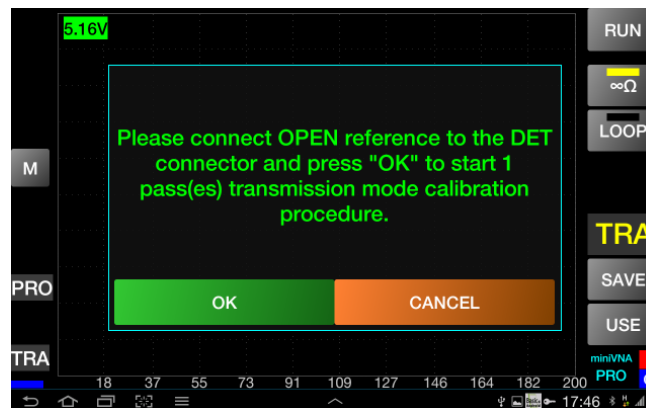 5.16V
RUN
∞Ω
LOOP
M
Please connect OPEN reference to the DET
connector and press "OK" to start 1
pass(es) transmission mode calibration
procedure.
TRA
PRO
OK
CANCEL
SAVE
USE
TRA
miniVNA
PRO
18 37 55 73 91 109 127 146 164 182 200
17:46